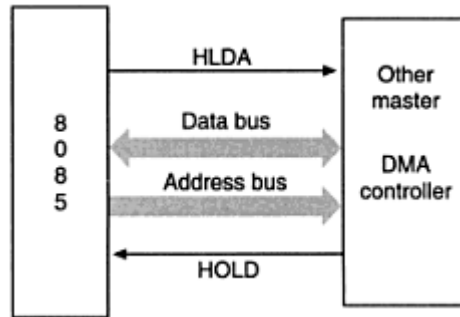 8
0
8
5
HLDA
Data bus
Address bus
HOLD
Other
master
DMA
controller